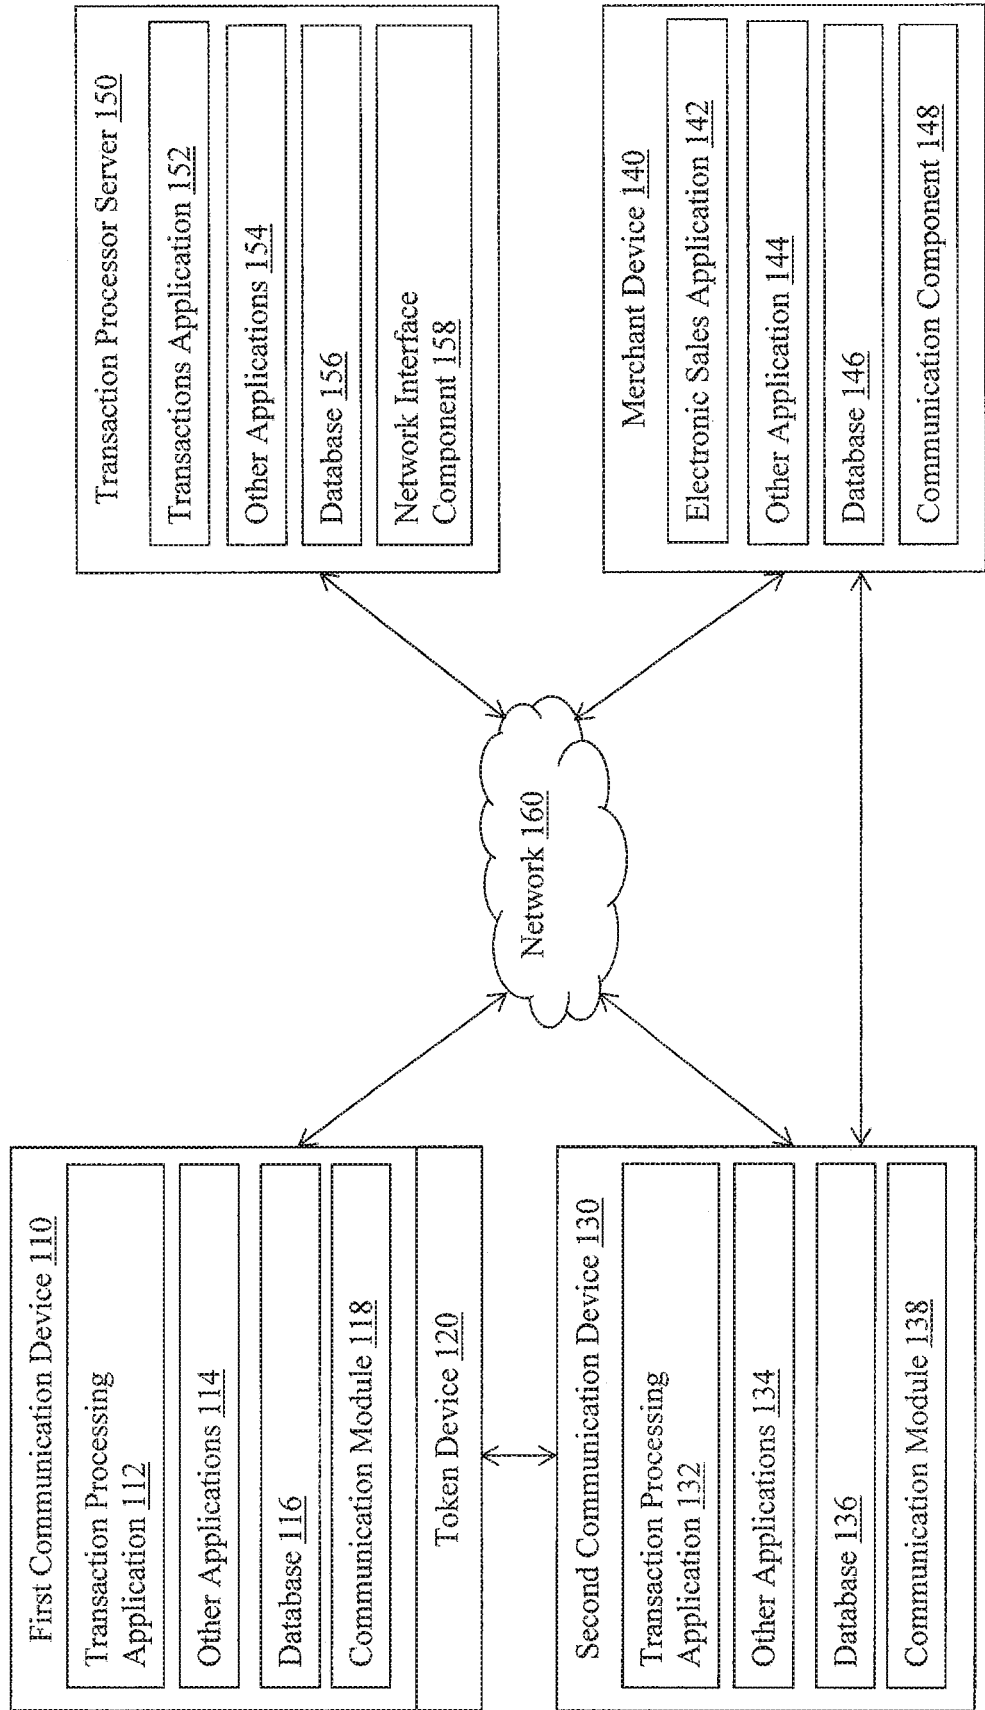 First Communication Device 110
Transaction Processing
Application 112
Other Applications 114
Database 116
Communication Module 118
Token Device 120
Second Communication Device 130
Transaction Processing
Application 132
Other Applications 134
Database 136
Communication Module 138
Network 160
Transaction Processor Server 150
Transactions Application 152
Other Applications 154
Database 156
Network Interface
Component 158
Merchant Device 140
Electronic Sales Application 142
Other Application 144
Database 146
Communication Component 148